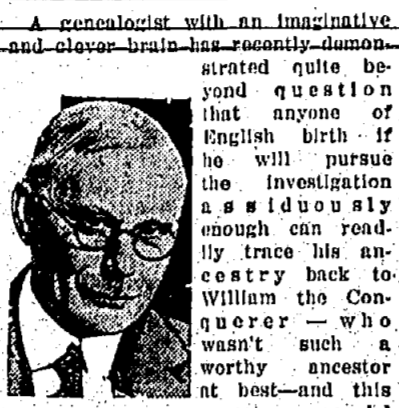 A genealogist with an imaginative
and clever brain has recently demon-
strated quite be-
yond question
that anyone of
English birth if
he will pursue
the investigation
assiduously
enough can read-
ily trace his an-
cestry back to
William the Con-
querer — who
wasn't such a
worthy ancestor
at best—and this